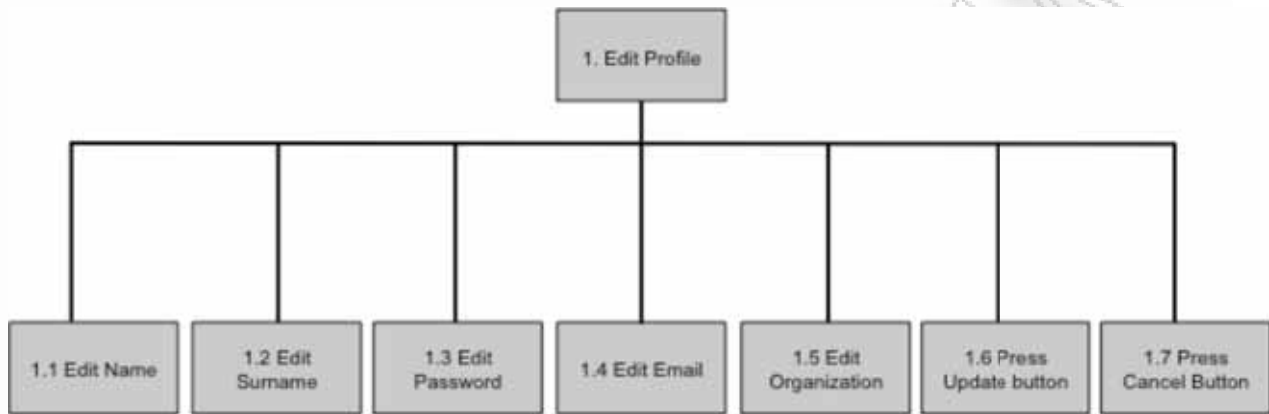 1. Edit Profile
1.1 Edit Name
1.2 Edit
Surname
1.3 Edit
Password
1.4 Edit Email
1.5 Edit
Organization
1.6 Press
Update button
1.7 Press
Cancel Button